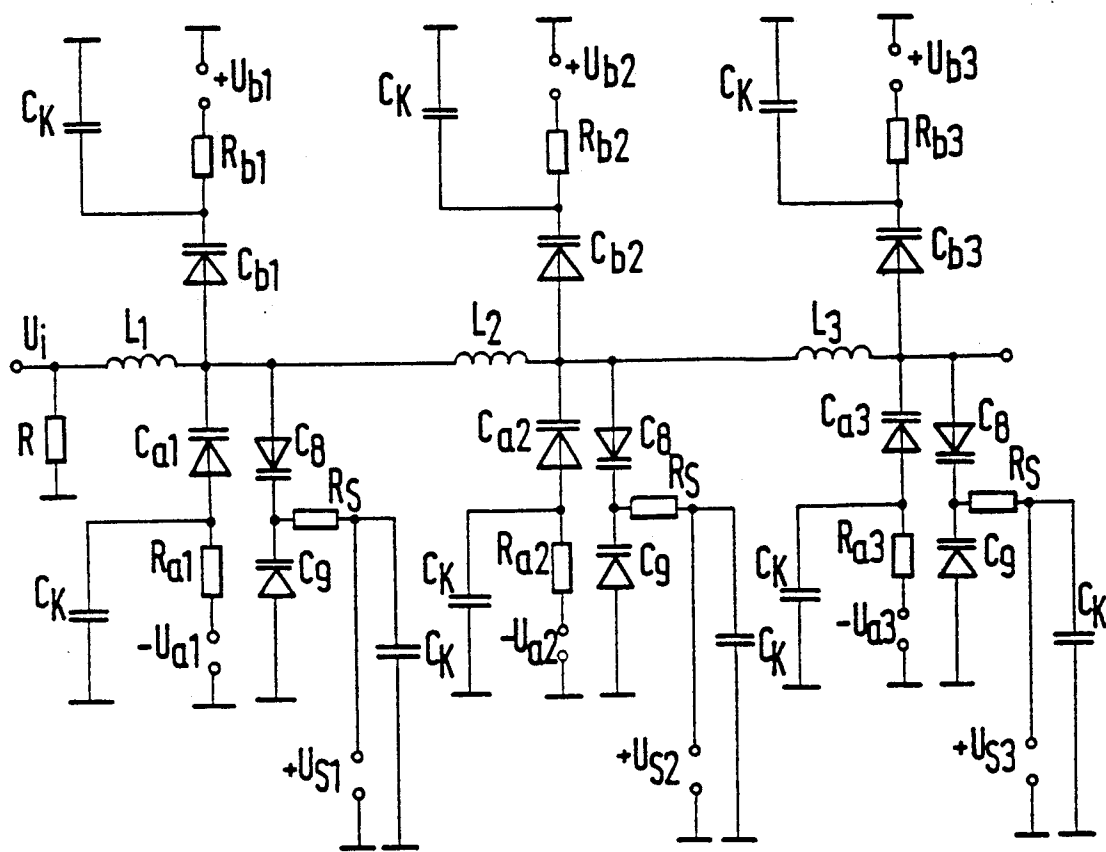 +Ub1
+Ub2
+Ub3
CK
CK
CK
Rb1
Rb2
Rb3
Cb1
Cb2
Cb3
Ui
L1
L2
L3
R
Ca1
C8
Ca2
C8
Ca3
C8
RS
RS
RS
Ra1
C9
Ra2
C9
Ra3
C9
CK
CK
CK
-Ua1
CK
-Ua2
CK
-Ua3
CK
+US1
+US2
+US3